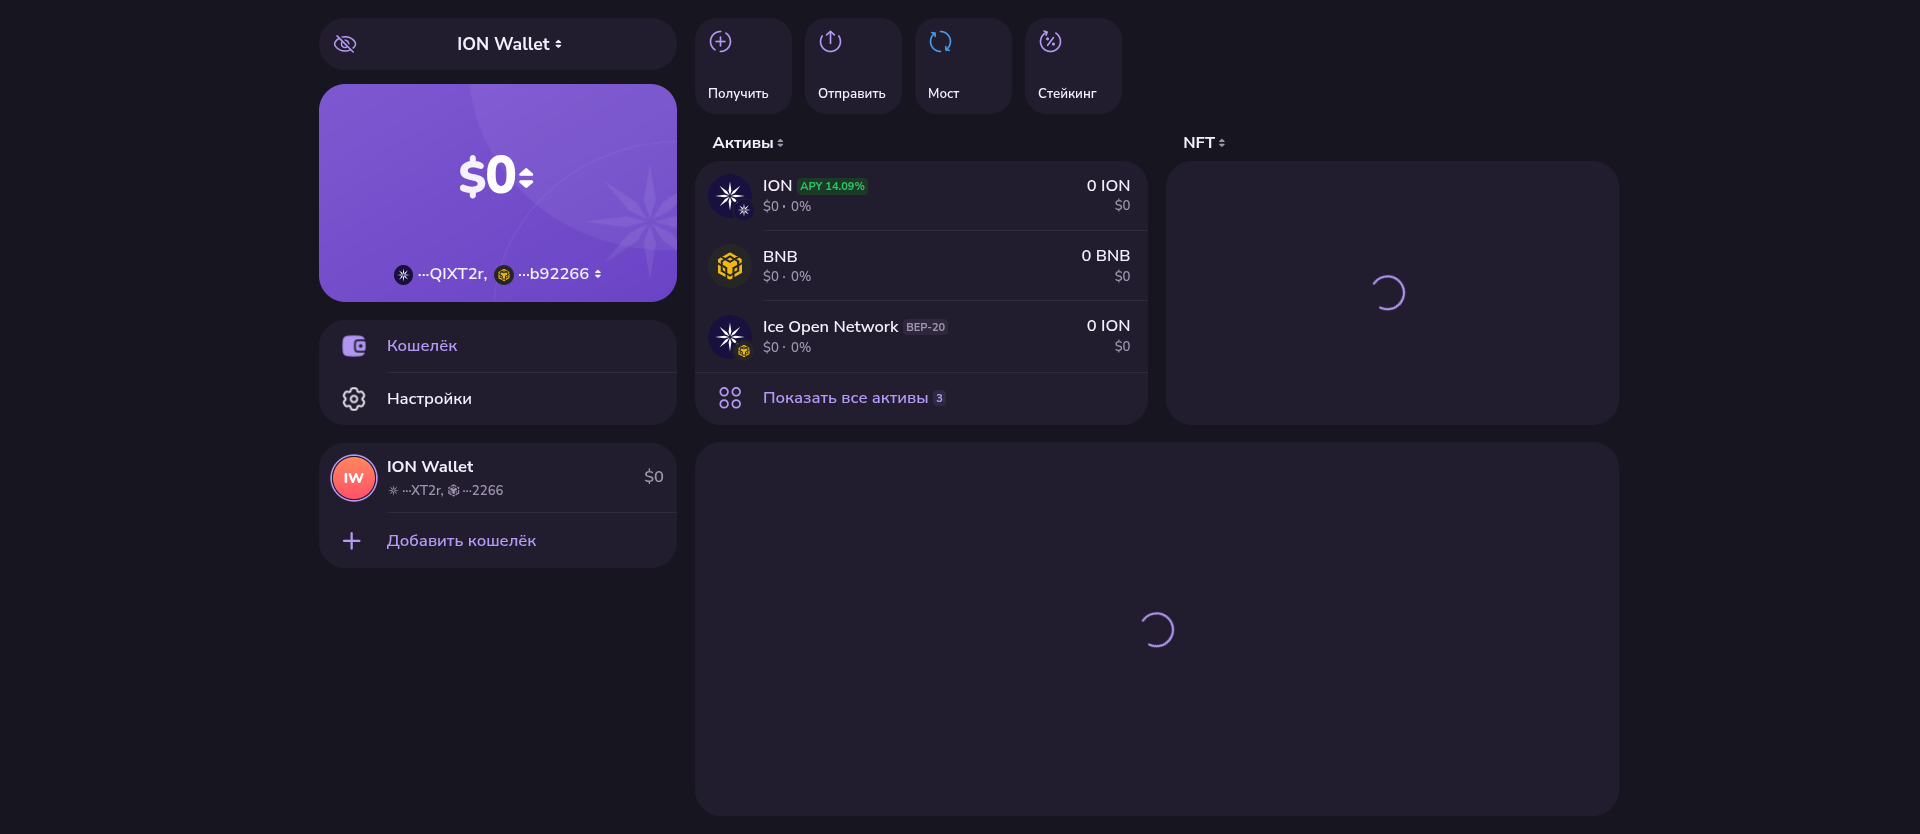 ION Wallet
$0
···QIXT2r, ···b92266
Кошелёк
Настройки
IW
ION Wallet
$0
···XT2r, ···2266
Добавить кошелёк
Получить
Отправить
Мост
Стейкинг
Активы
ION APY 14.09%
0 ION
$0 · 0%
$0
BNB
0 BNB
$0 · 0%
$0
Ice Open Network BEP-20
0 ION
$0 · 0%
$0
Показать все активы 3
NFT